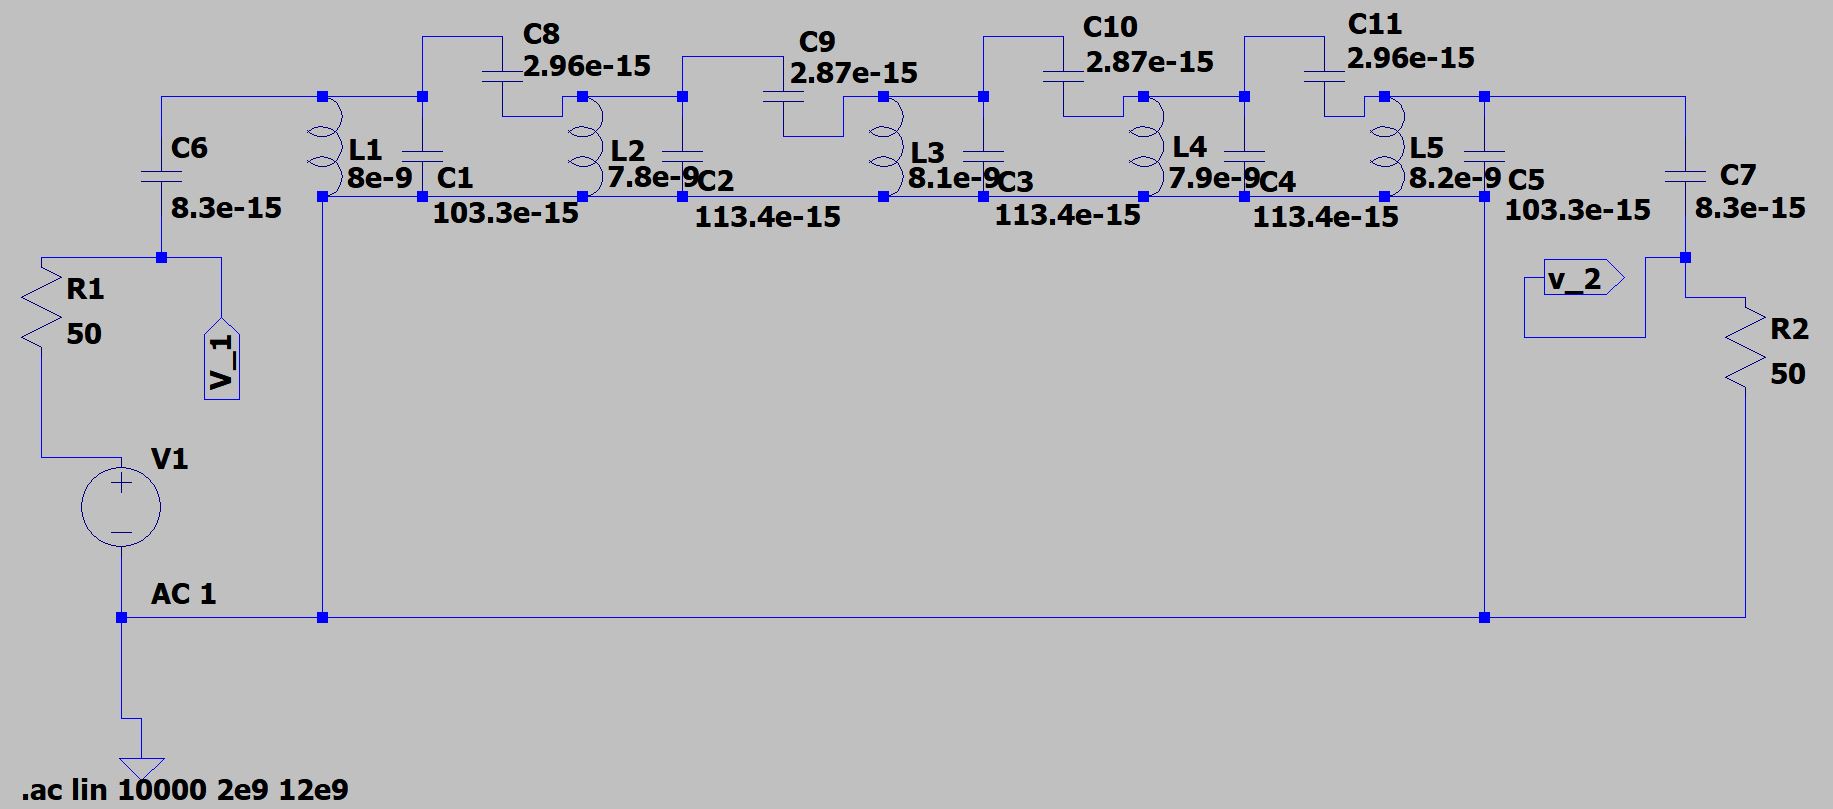 C8
2.96e-15
C9
2.87e-15
C10
2.87e-15
C11
2.96e-15
C6
8.3e-15
L1
8e-9
C1
103.3e-15
L2
7.8e-9
C2
113.4e-15
L3
8.1e-9
C3
113.4e-15
L4
7.9e-9
C4
113.4e-15
L5
8.2e-9
C5
103.3e-15
C7
8.3e-15
R1
50
V_1
v_2
R2
50
V1
AC 1
.ac lin 10000 2e9 12e9